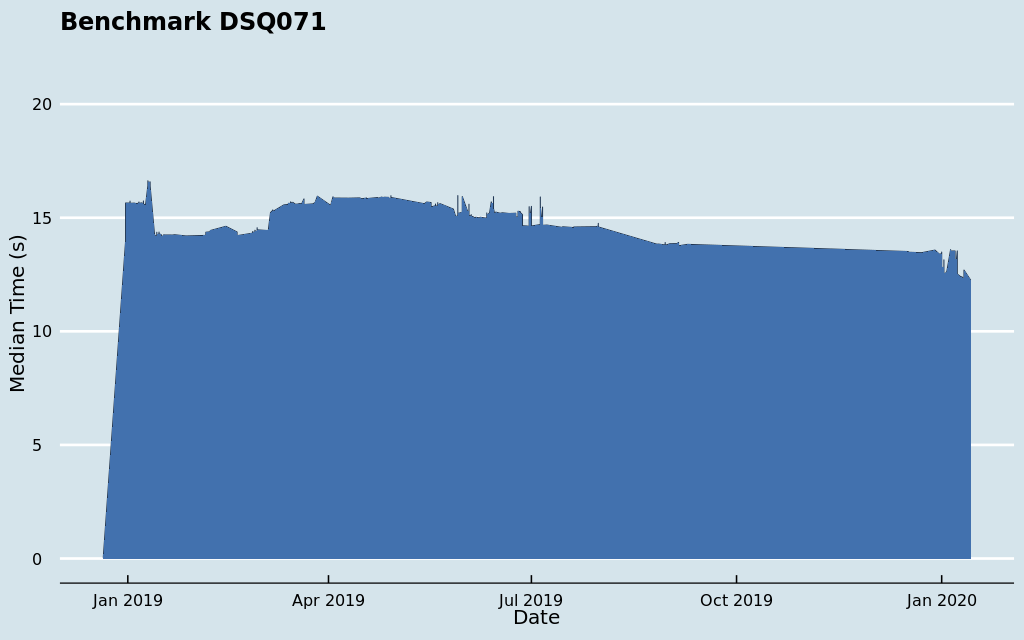 Benchmark DSQ071
Median Time (s)
20
15
10
5
0
Jan 2019
Apr 2019
Jul 2019
Oct 2019
Jan 2020
Date